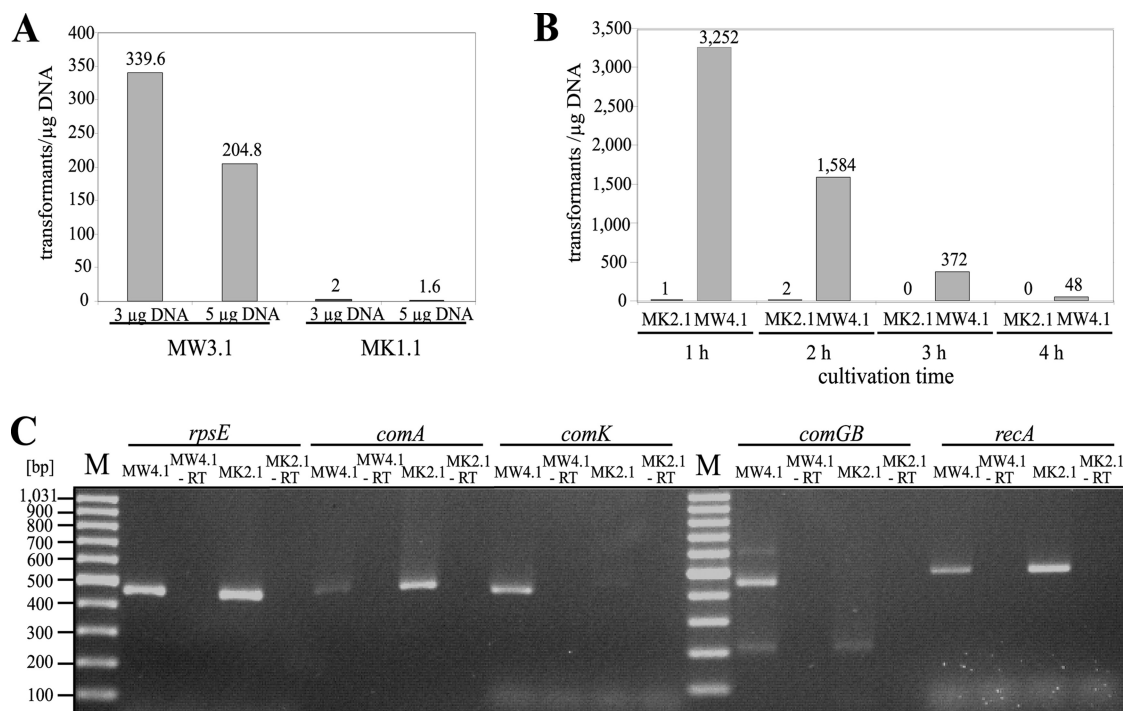 A
transcformants/µg DNA
400
350
300
250
200
150
100
50
0
339.6
204.8
2
1.6
3 µg DNA 5 µg DNA 3 µg DNA 5 µg DNA
MW3.1 MK1.1
B
transformants /µg DNA
3,500
3,000
2,500
2,000
1,500
1,000
500
0
1 3,252 2 1,584 0 372 0 48
MK2.1 MW4.1 MK2.1 MW4.1 MK2.1 MW4.1 MK2.1 MW4.1
1 h 2 h 3 h 4 h
cultivation time
C
rpsE comA comK comGB recA
[bp] M MW4.1 MW4.1 - RT MK2.1 MK2.1 - RT MW4.1 MW4.1 - RT MK2.1 MK2.1 - RT MW4.1 MW4.1 - RT MK2.1 MK2.1 - RT M MW4.1 MW4.1 - RT MK2.1 MK2.1 - RT MW4.1 MW4.1 - RT MK2.1 MK2.1 - RT
1,031
900
800
700
600
500
400
300
200
100